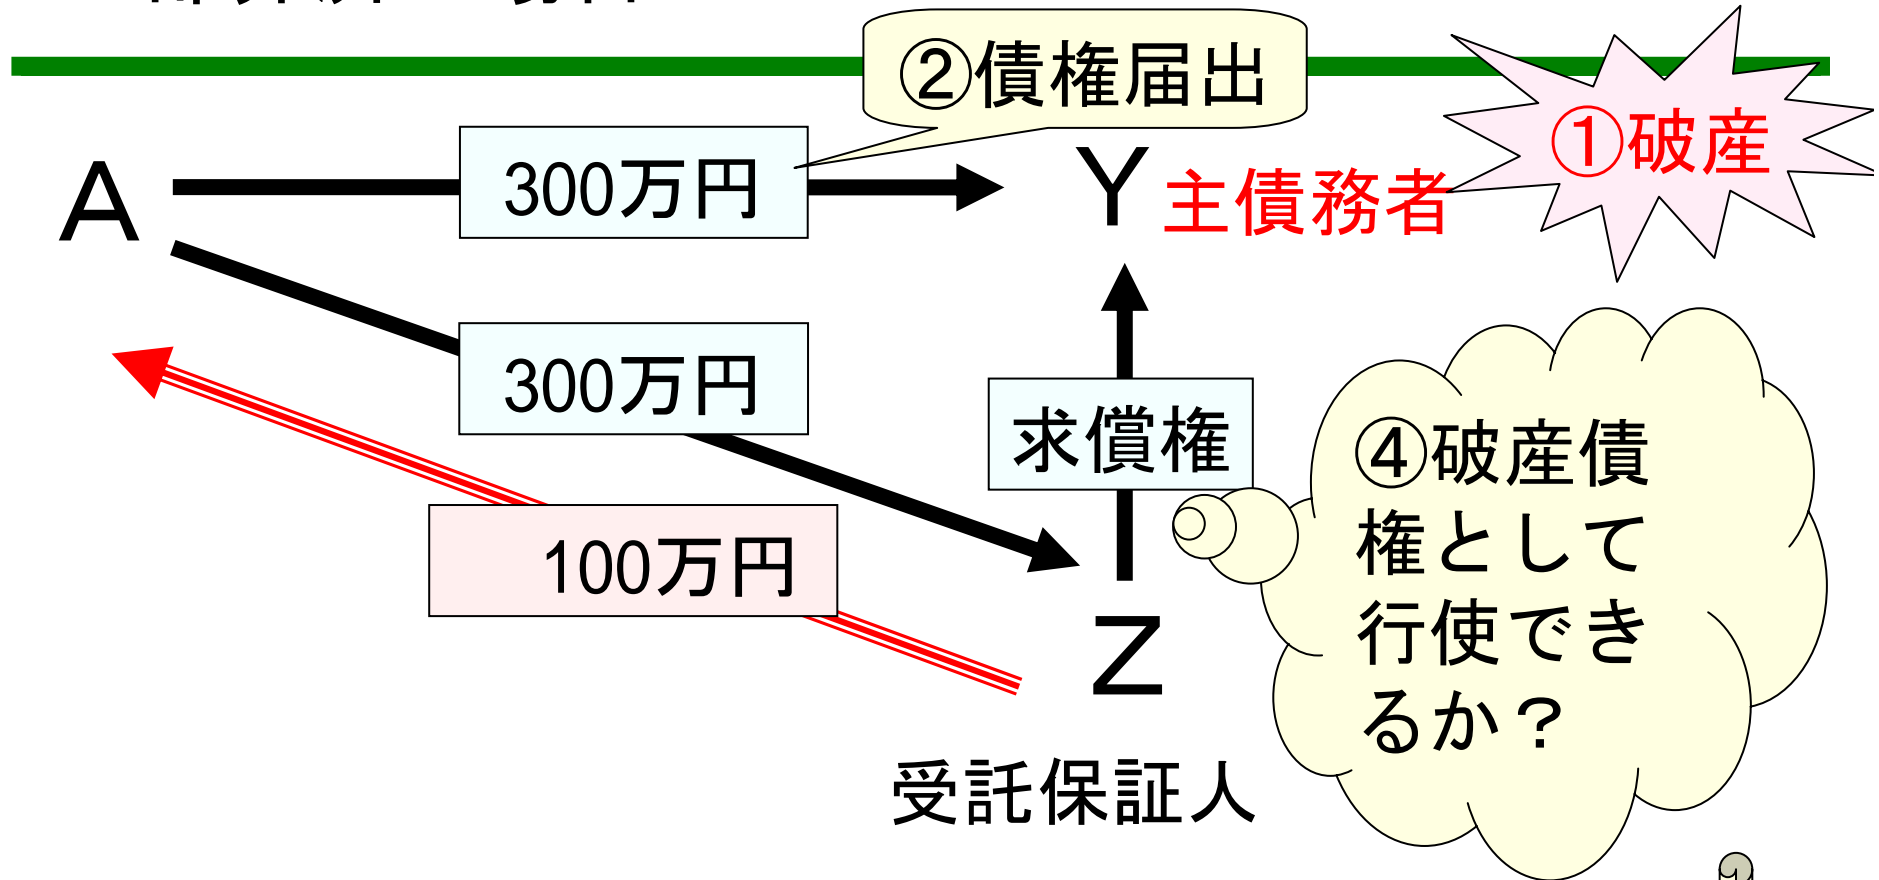 ②債権届出
①破産
A
300万円
Y
主債務者
300万円
求償権
100万円
④破産債
権として
行使でき
るか？
Z
受託保証人